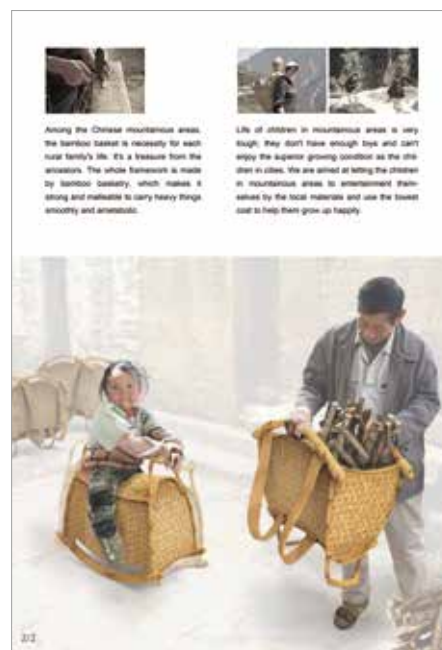 Among the Chinese mountainous areas,
the bamboo basket is necessity for each
rural family's life. It's a treasure from the
ancestors. The whole framework is made
by bamboo basketry, which makes it
strong and malleable to carry heavy things
smoothly and ametabolic.
Life of children in mountainous areas is very
tough; they don't have enough toys and can't
enjoy the superior growing condition as the chil-
dren in cities. We are aimed at letting the children
in mountainous areas to entertainment them-
selves by the local materials and use the lowest
cost to help them grow up happily.
2/2